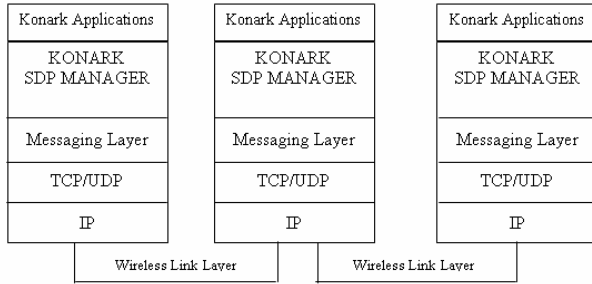 Konark Applications
KONARK
SDP MANAGER
Messaging Layer
TCP/UDP
IP
Konark Applications
KONARK
SDP MANAGER
Messaging Layer
TCP/UDP
IP
Konark Applications
KONARK
SDP MANAGER
Messaging Layer
TCP/UDP
IP
Wireless Link Layer
Wireless Link Layer